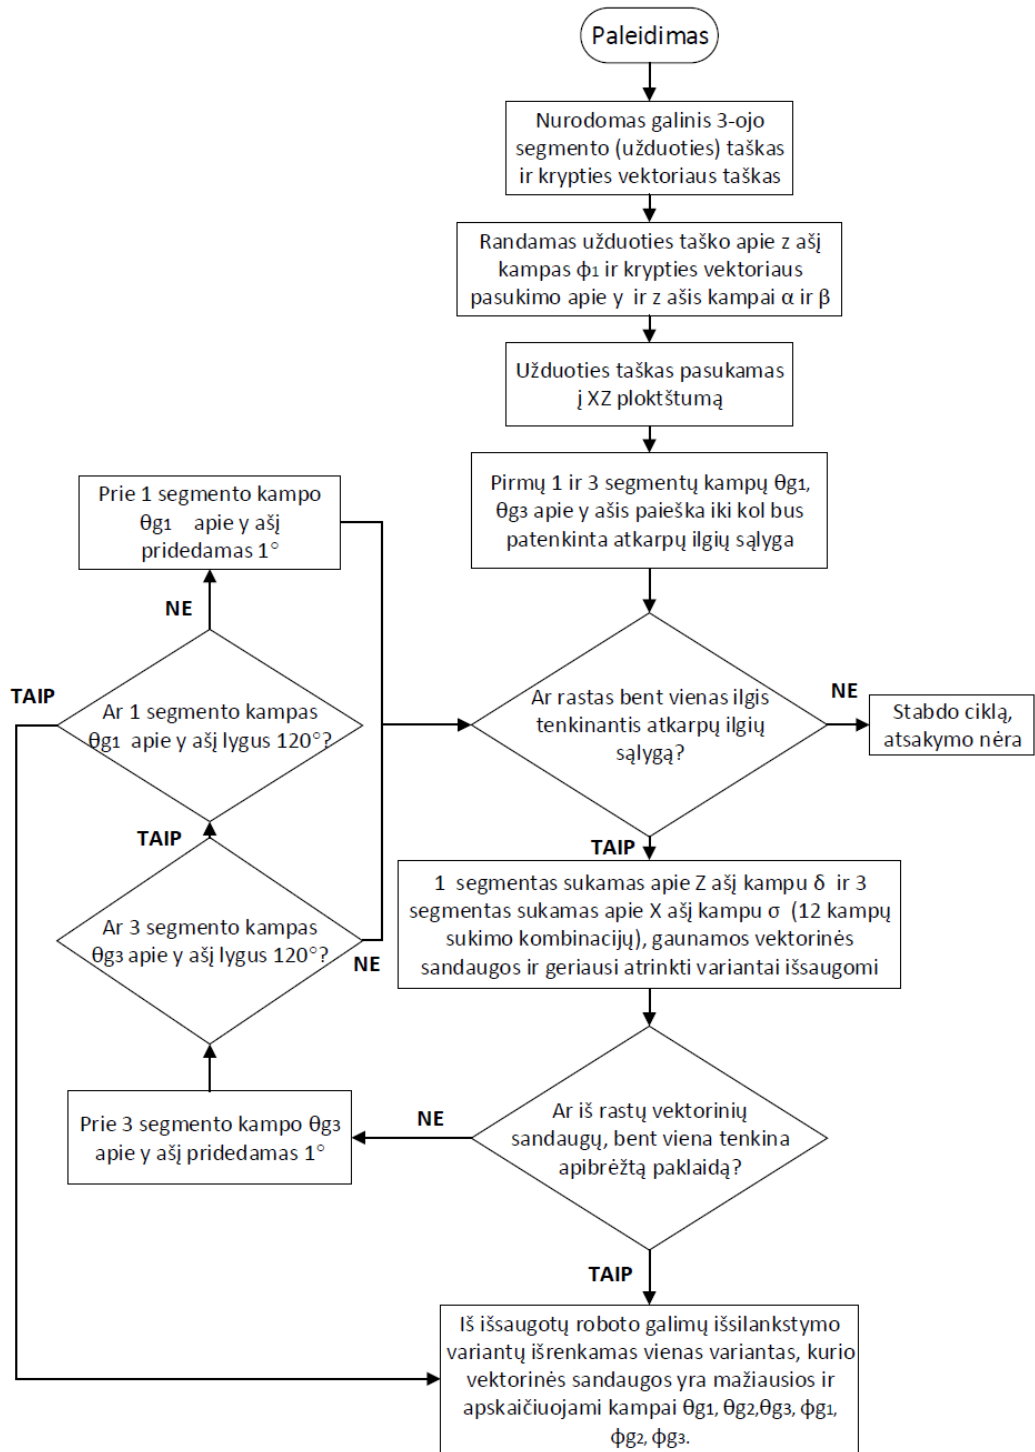 Paleidimas
Nurodomas galinis 3-ojo
segmento (užduoties) taškas
ir krypties vektoriaus taškas
Randamas užduoties taško apie z ašį
kampas ϕ1 ir krypties vektoriaus
pasukimo apie y ir z ašis kampai α ir β
Užduoties taškas pasukamas
į XZ ploktštumą
Pirmų 1 ir 3 segmentų kampų θg1,
θg3 apie y ašis paieška iki kol bus
patenkinta atkarpų ilgių sąlyga
Prie 1 segmento kampo
θg1 apie y ašį
pridedamas 1°
NE
TAIP
Ar 1 segmento kampas
θg1 apie y ašį lygus 120°?
Ar rastas bent vienas ilgis
tenkinantis atkarpų ilgių
sąlygą?
NE
Stabdo ciklą,
atsakymo nėra
TAIP
TAIP
Ar 3 segmento kampas
θg3 apie y ašį lygus 120°?
NE
1 segmentas sukamas apie Z ašį kampu δ ir 3
segmentas sukamas apie X ašį kampu σ (12 kampų
sukimo kombinacijų), gaunamos vektorinės
sandaugos ir geriausi atrinkti variantai išsaugomi
Prie 3 segmento kampo θg3
apie y ašį pridedamas 1°
NE
Ar iš rastų vektorinių
sandaugų, bent viena tenkina
apibrėžtą paklaidą?
TAIP
Iš išsaugotų roboto galimų išsilankstymo
variantų išrenkamas vienas variantas, kurio
vektorinės sandaugos yra mažiausios ir
apskaičiuojami kampai θg1, θg2,θg3, ϕg1,
ϕg2, ϕg3.